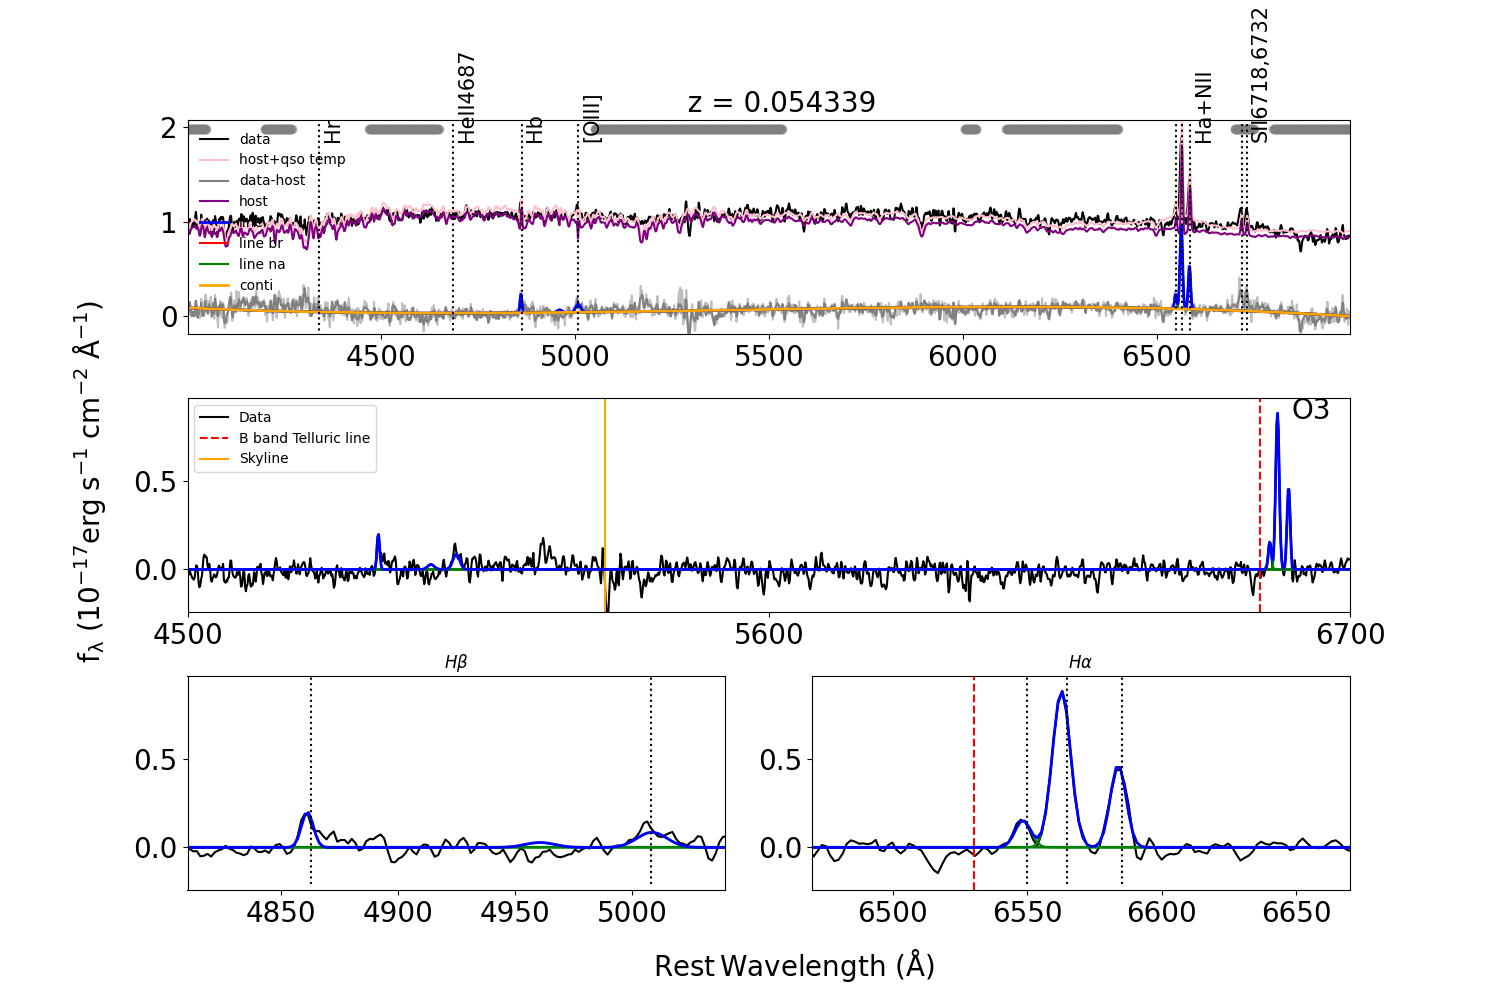 z = 0.054339
Hr
HeII4687
Hb
[OIII]
Ha+NII
SII6718,6732
data
host+qso temp
data-host
host
line br
line na
conti
2
1
0
4500
5000
5500
6000
6500
Data
B band Telluric line
Skyline
O3
0.5
0.0
4500
5600
6700
fλ (10⁻¹⁷erg s⁻¹ cm⁻² Å⁻¹)
Hβ
0.5
0.0
4850
4900
4950
5000
Hα
0.5
0.0
6500
6550
6600
6650
Rest Wavelength (Å)